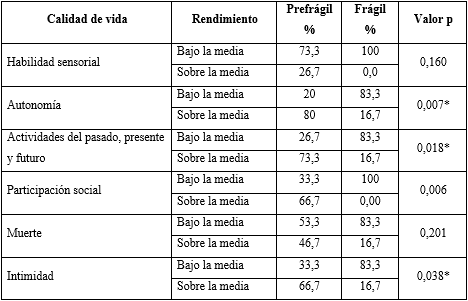 Calidad de vida Rendimiento Prefrágil % Frágil % Valor p
Habilidad sensorial Bajo la media 73,3 100 0,160
Sobre la media 26,7 0,0
Autonomía Bajo la media 20 83,3 0,007*
Sobre la media 80 16,7
Actividades del pasado, presente y futuro Bajo la media 26,7 83,3 0,018*
Sobre la media 73,3 16,7
Participación social Bajo la media 33,3 100 0,006
Sobre la media 66,7 0,00
Muerte Bajo la media 53,3 83,3 0,201
Sobre la media 46,7 16,7
Intimidad Bajo la media 33,3 83,3 0,038*
Sobre la media 66,7 16,7